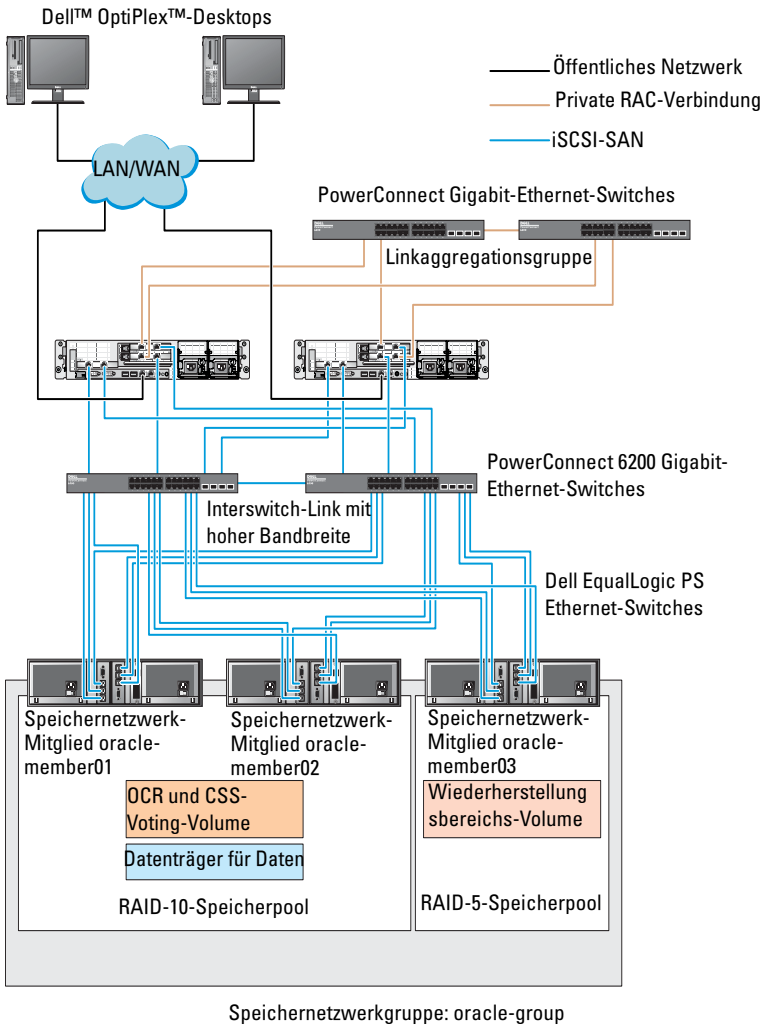 Dell™ OptiPlex™-Desktops
Öffentliches Netzwerk
Private RAC-Verbindung
iSCSI-SAN
LAN/WAN
PowerConnect Gigabit-Ethernet-Switches
Linkaggregationsgruppe
PowerConnect 6200 Gigabit-
Ethernet-Switches
Interswitch-Link mit
hoher Bandbreite
Dell EqualLogic PS
Ethernet-Switches
Speichernetzwerk-
Mitglied oracle-
member01
Speichernetzwerk-
Mitglied oracle-
member02
Speichernetzwerk-
Mitglied oracle-
member03
OCR und CSS-
Voting-Volume
Datenträger für Daten
Wiederherstellung
sbereichs-Volume
RAID-10-Speicherpool
RAID-5-Speicherpool
Speichernetzwerkgruppe: oracle-group